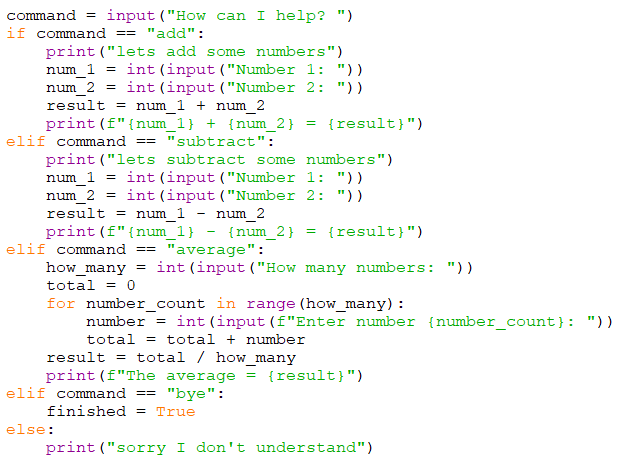 command = input("How can I help? ")
if command == "add":
    print("lets add some numbers")
    num_1 = int(input("Number 1: "))
    num_2 = int(input("Number 2: "))
    result = num_1 + num_2
    print(f"{num_1} + {num_2} = {result}")
elif command == "subtract":
    print("lets subtract some numbers")
    num_1 = int(input("Number 1: "))
    num_2 = int(input("Number 2: "))
    result = num_1 - num_2
    print(f"{num_1} - {num_2} = {result}")
elif command == "average":
    how_many = int(input("How many numbers: "))
    total = 0
    for number_count in range(how_many):
        number = int(input(f"Enter number {number_count}: "))
        total = total + number
    result = total / how_many
    print(f"The average = {result}")
elif command == "bye":
    finished = True
else:
    print("sorry I don't understand")